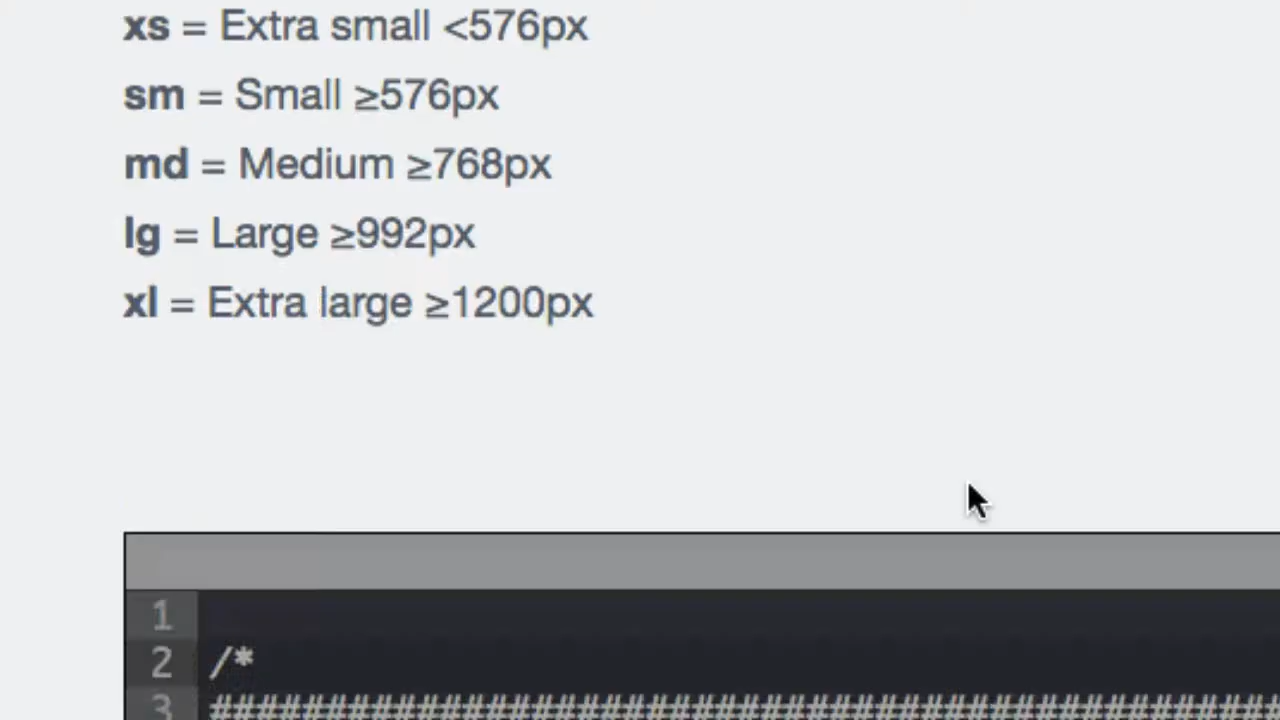 xs = Extra small <576px
sm = Small ≥576px
md = Medium ≥768px
lg = Large ≥992px
xl = Extra large ≥1200px
1
2 /*
3 ##############################################